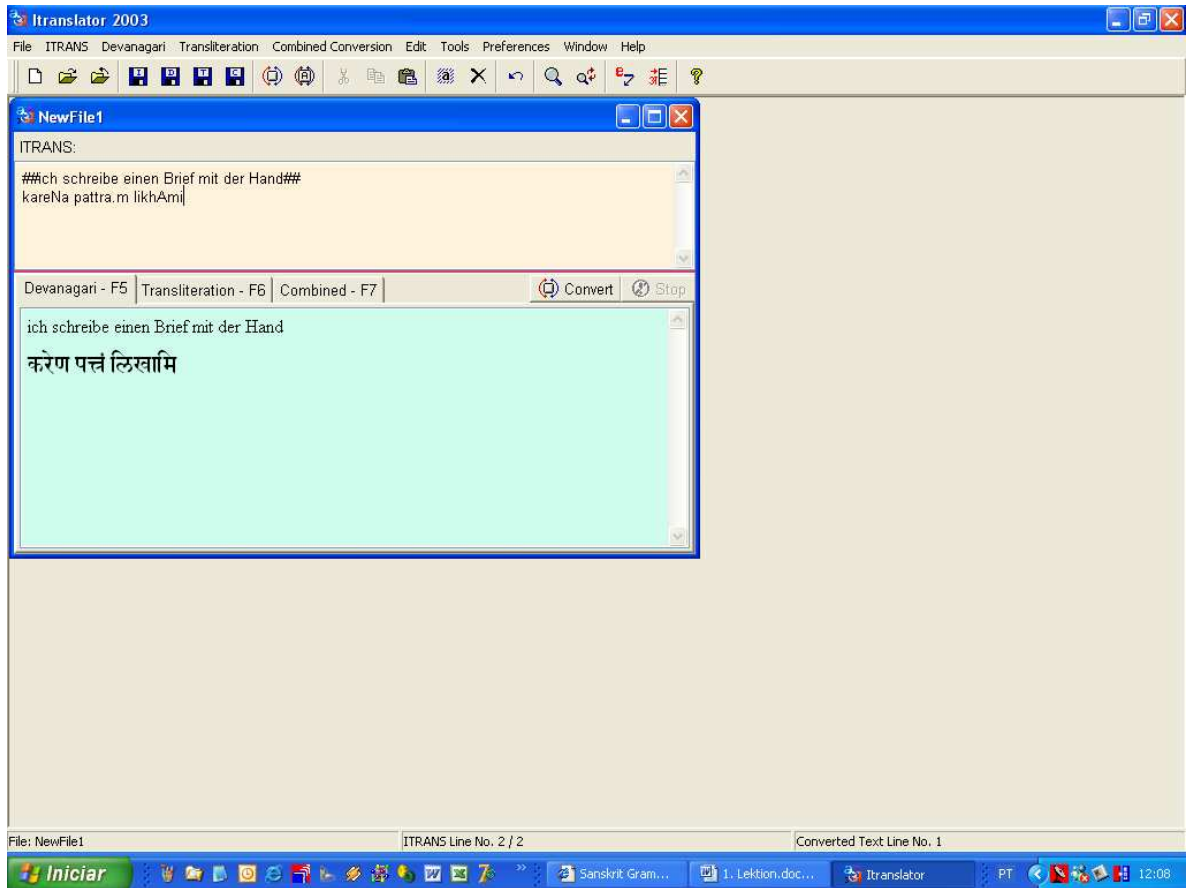 Itranslator 2003
File ITRANS Devanagari Transliteration Combined Conversion Edit Tools Preferences Window Help
NewFile1
ITRANS:
##ich schreibe einen Brief mit der Hand##
kareNa pattra.m likhAmi
Devanagari - F5 Transliteration - F6 Combined - F7 Convert Stop
ich schreibe einen Brief mit der Hand
करेण पत्त्रं लिखामि
File: NewFile1 ITRANS Line No. 2 / 2 Converted Text Line No. 1
Iniciar Sanskrit Gram... 1. Lektion.doc... Itranslator PT 12:08